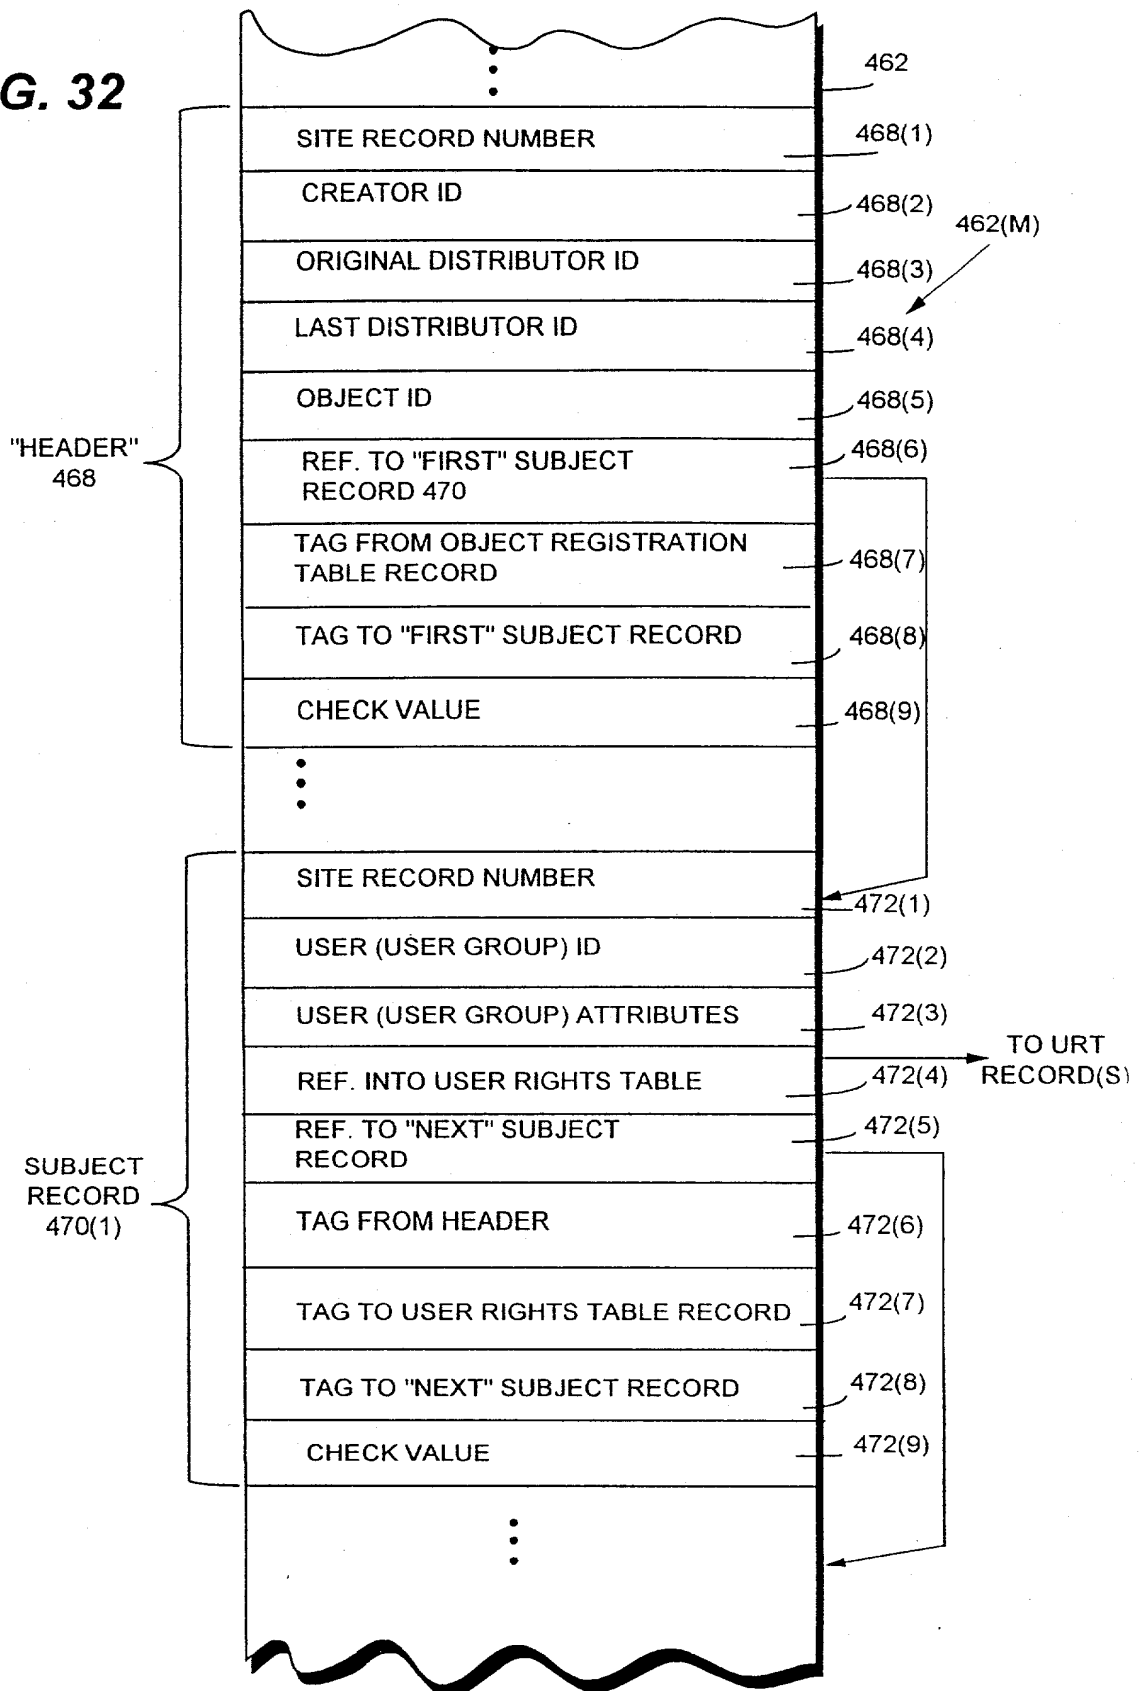 G. 32
462
SITE RECORD NUMBER
468(1)
CREATOR ID
468(2)
462(M)
ORIGINAL DISTRIBUTOR ID
468(3)
LAST DISTRIBUTOR ID
468(4)
OBJECT ID
468(5)
"HEADER"
468
REF. TO "FIRST" SUBJECT
RECORD 470
468(6)
TAG FROM OBJECT REGISTRATION
TABLE RECORD
468(7)
TAG TO "FIRST" SUBJECT RECORD
468(8)
CHECK VALUE
468(9)
SITE RECORD NUMBER
472(1)
USER (USER GROUP) ID
472(2)
USER (USER GROUP) ATTRIBUTES
472(3)
TO URT
RECORD(S)
REF. INTO USER RIGHTS TABLE
472(4)
REF. TO "NEXT" SUBJECT
RECORD
472(5)
SUBJECT
RECORD
470(1)
TAG FROM HEADER
472(6)
TAG TO USER RIGHTS TABLE RECORD
472(7)
TAG TO "NEXT" SUBJECT RECORD
472(8)
CHECK VALUE
472(9)